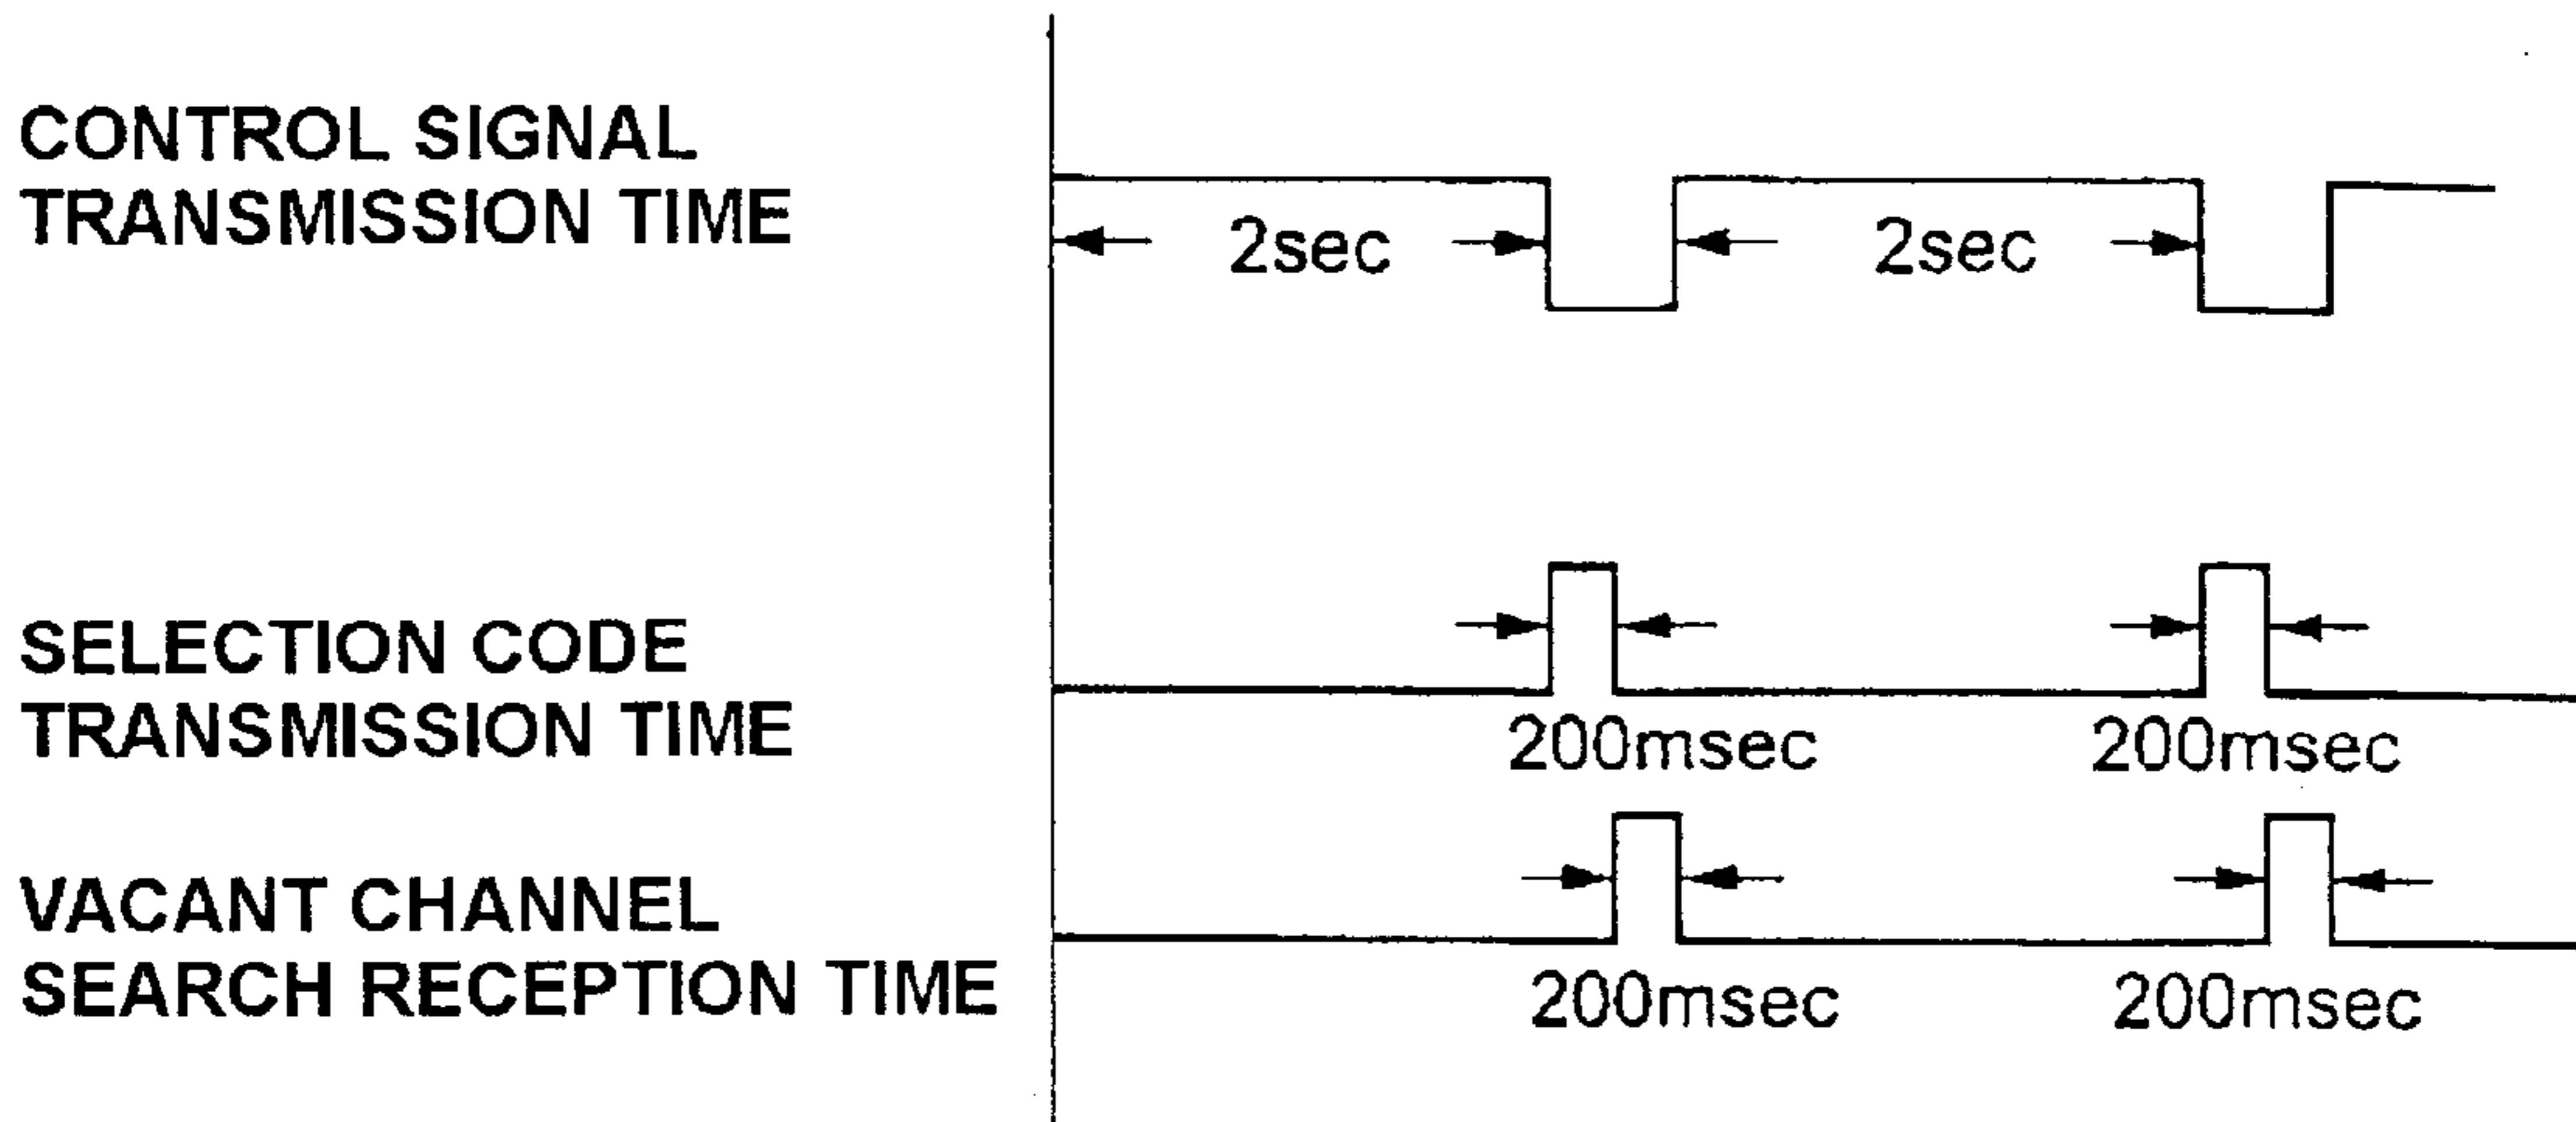 CONTROL SIGNAL
TRANSMISSION TIME
2sec 2sec
SELECTION CODE
TRANSMISSION TIME
200msec 200msec
VACANT CHANNEL
SEARCH RECEPTION TIME
200msec 200msec